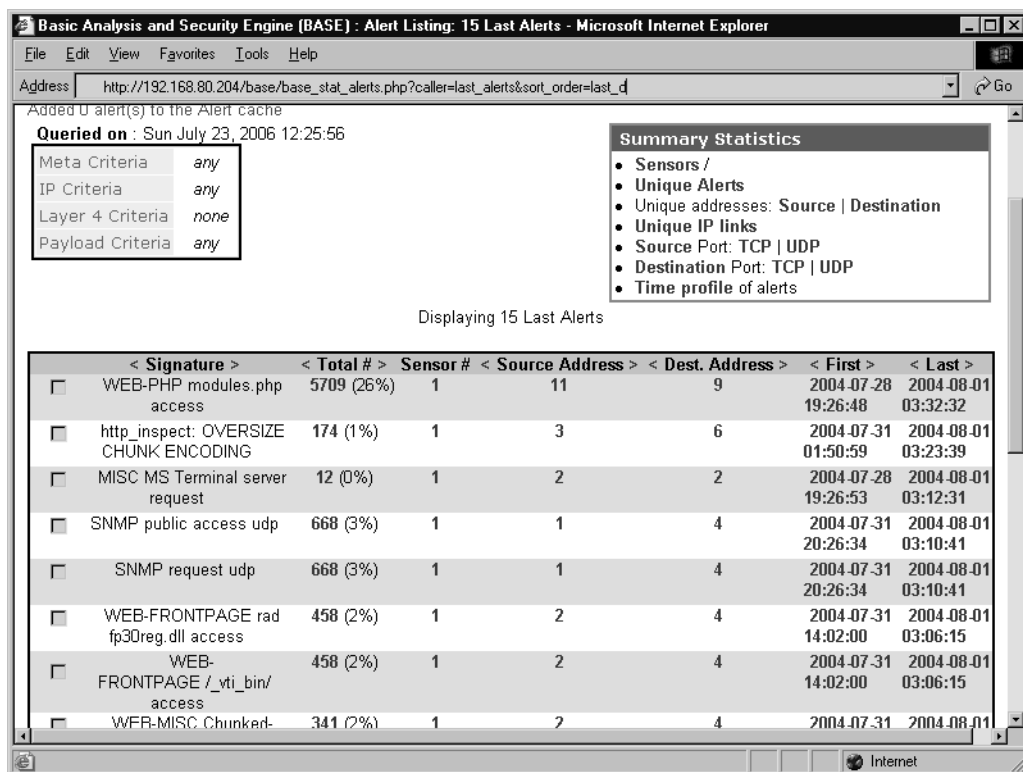 Basic Analysis and Security Engine (BASE) : Alert Listing: 15 Last Alerts - Microsoft Internet Explorer
File Edit View Favorites Tools Help
Address http://192.168.80.204/base/base_stat_alerts.php?caller=last_alerts&sort_order=last_d Go
Added 0 alert(s) to the Alert cache
Queried on : Sun July 23, 2006 12:25:56
Meta Criteria any
IP Criteria any
Layer 4 Criteria none
Payload Criteria any
Summary Statistics
• Sensors /
• Unique Alerts
• Unique addresses: Source | Destination
• Unique IP links
• Source Port: TCP | UDP
• Destination Port: TCP | UDP
• Time profile of alerts
Displaying 15 Last Alerts
< Signature > < Total # > Sensor # < Source Address > < Dest. Address > < First > < Last >
WEB-PHP modules.php 5709 (26%) 1 11 9 2004-07-28 2004-08-01
access 19:26:48 03:32:32
http_inspect: OVERSIZE 174 (1%) 1 3 6 2004-07-31 2004-08-01
CHUNK ENCODING 01:50:59 03:23:39
MISC MS Terminal server 12 (0%) 1 2 2 2004-07-28 2004-08-01
request 19:26:53 03:12:31
SNMP public access udp 668 (3%) 1 1 4 2004-07-31 2004-08-01
20:26:34 03:10:41
SNMP request udp 668 (3%) 1 1 4 2004-07-31 2004-08-01
20:26:34 03:10:41
WEB-FRONTPAGE rad 458 (2%) 1 2 4 2004-07-31 2004-08-01
fp30reg.dll access 14:02:00 03:06:15
WEB- 458 (2%) 1 2 4 2004-07-31 2004-08-01
FRONTPAGE /_vti_bin/ 14:02:00 03:06:15
access
WEB-MISC Chunked- 341 (2%) 1 2 4 2004-07-31 2004-08-01
Internet